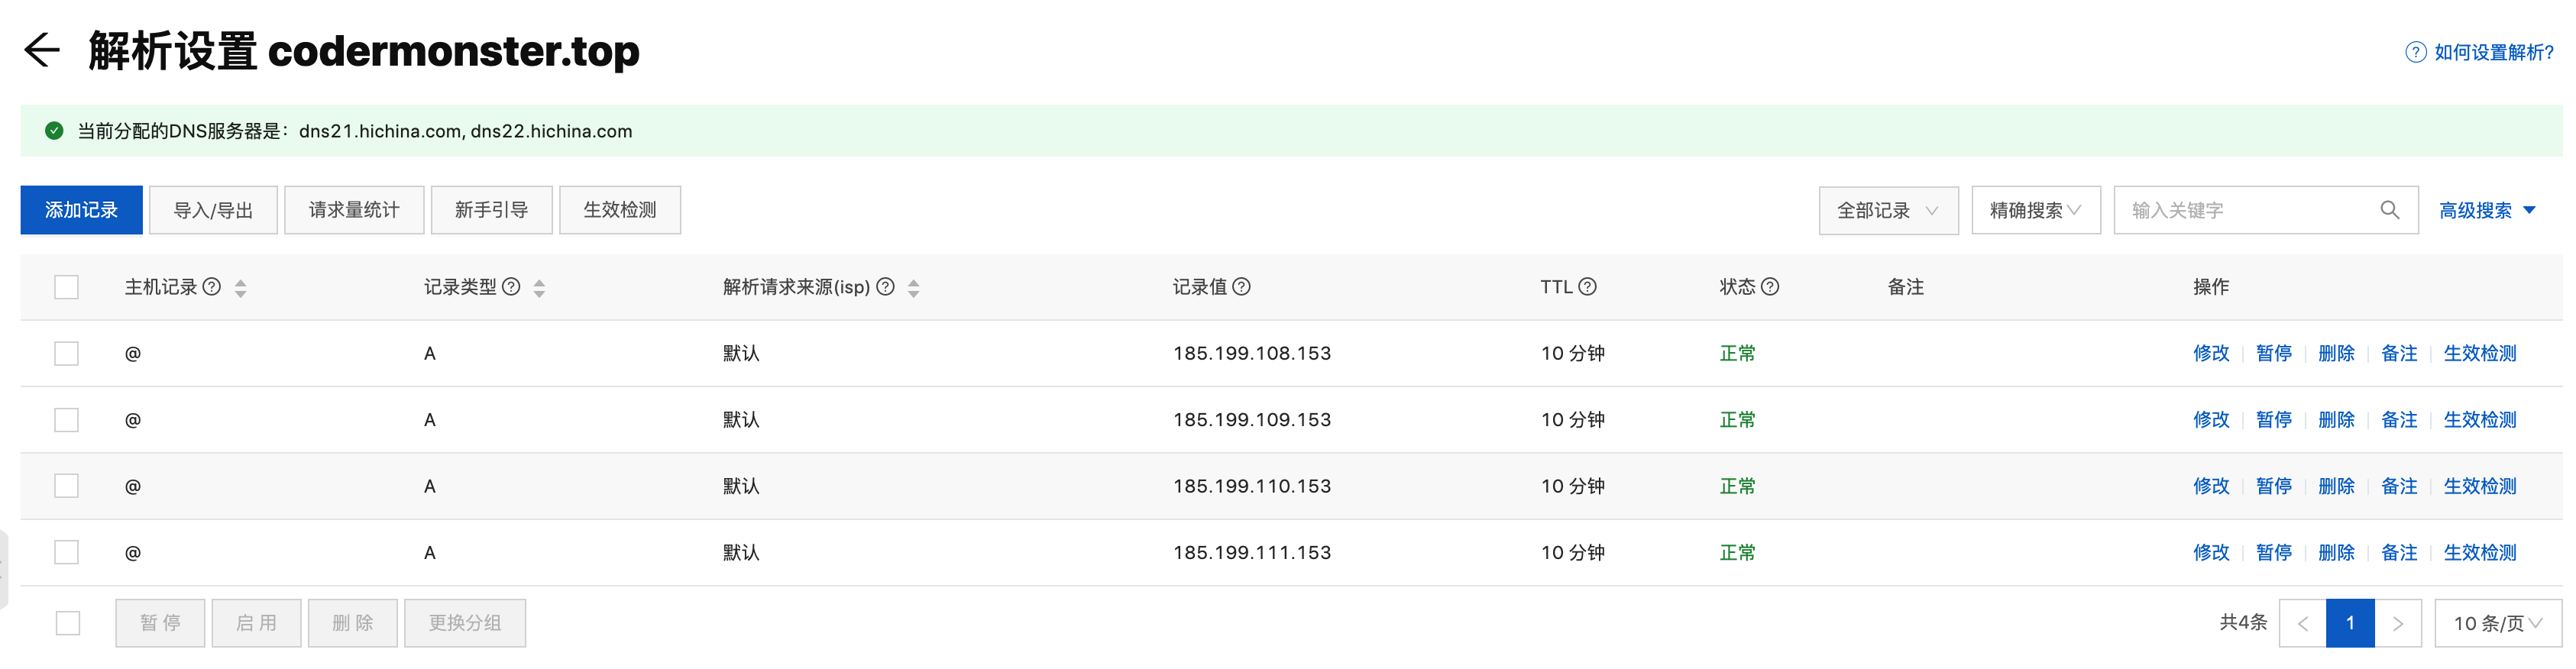 解析设置 codermonster.top
如何设置解析?
当前分配的DNS服务器是：dns21.hichina.com, dns22.hichina.com
添加记录 导入/导出 请求量统计 新手引导 生效检测 全部记录 精确搜索 输入关键字 高级搜索
主机记录 记录类型 解析请求来源(isp) 记录值 TTL 状态 备注 操作
@ A 默认 185.199.108.153 10 分钟 正常 修改 暂停 删除 备注 生效检测
@ A 默认 185.199.109.153 10 分钟 正常 修改 暂停 删除 备注 生效检测
@ A 默认 185.199.110.153 10 分钟 正常 修改 暂停 删除 备注 生效检测
@ A 默认 185.199.111.153 10 分钟 正常 修改 暂停 删除 备注 生效检测
暂停 启用 删除 更换分组 共4条 1 10 条/页